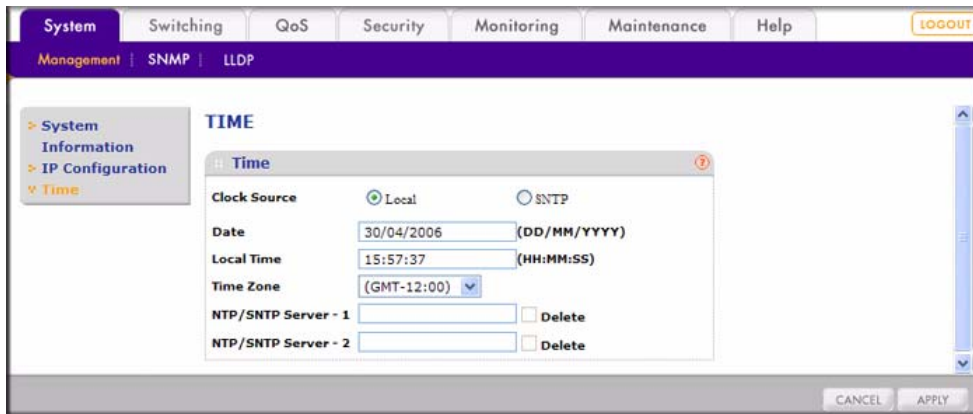 System Switching QoS Security Monitoring Maintenance Help LOGOUT
Management | SNMP | LLDP
System
Information
IP Configuration
Time
TIME
Time ?
Clock Source Local SNTP
Date 30/04/2006 (DD/MM/YYYY)
Local Time 15:57:37 (HH:MM:SS)
Time Zone (GMT-12:00)
NTP/SNTP Server - 1 Delete
NTP/SNTP Server - 2 Delete
CANCEL APPLY